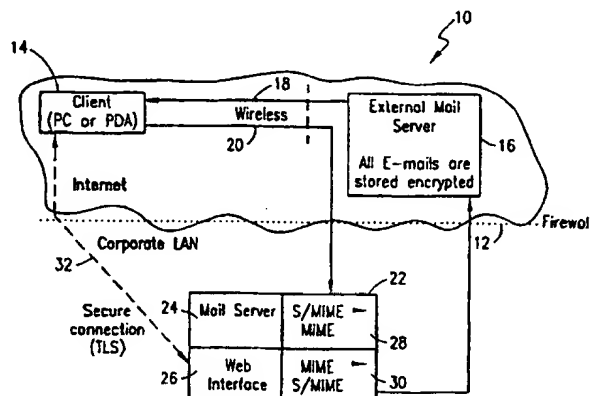 10
14
18
Client
(PC or PDA)
Wireless
20
External Mail
Server
All E-mails are
stored encrypted
16
Internet
Firewal
12
Corporate LAN
32
22
Secure
connection
(TLS)
24
Mail Server
S/MIME ←
MIME
28
26
Web
Interface
MIME ←
S/MIME
30